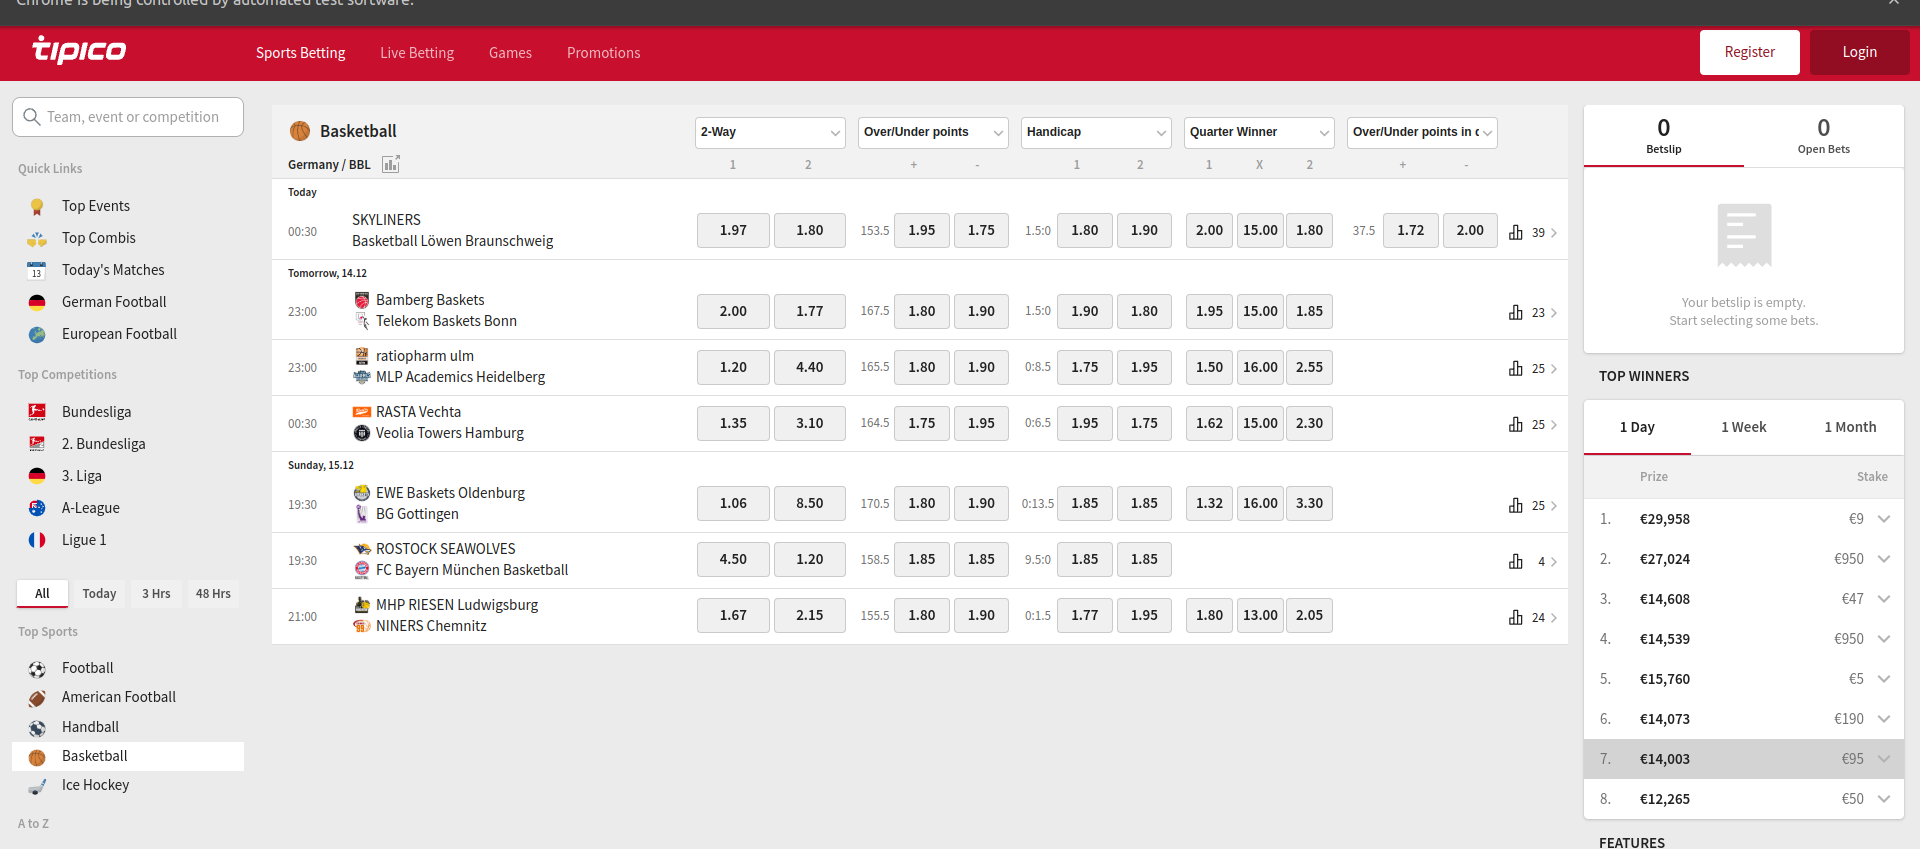 Chrome is being controlled by automated test software.
tipico
Sports Betting
Live Betting
Games
Promotions
Register
Login
Team, event or competition
Quick Links
Top Events
Top Combis
13
Today's Matches
German Football
European Football
Top Competitions
Bundesliga
2. Bundesliga
3. Liga
A-League
Ligue 1
All Today 3 Hrs 48 Hrs
Top Sports
Football
American Football
Handball
Basketball
Ice Hockey
A to Z
Basketball 2-Way Over/Under points Handicap Quarter Winner Over/Under points in
Germany / BBL 1 2 + - 1 2 1 X 2 + -
Today
SKYLINERS
00:30 1.97 1.80 153.5 1.95 1.75 1.5:0 1.80 1.90 2.00 15.00 1.80 37.5 1.72 2.00 39
Basketball Löwen Braunschweig
Tomorrow, 14.12
Bamberg Baskets
23:00 2.00 1.77 167.5 1.80 1.90 1.5:0 1.90 1.80 1.95 15.00 1.85 23
Telekom Baskets Bonn
ratiopharm ulm
23:00 1.20 4.40 165.5 1.80 1.90 0:8.5 1.75 1.95 1.50 16.00 2.55 25
MLP Academics Heidelberg
RASTA Vechta
00:30 1.35 3.10 164.5 1.75 1.95 0:6.5 1.95 1.75 1.62 15.00 2.30 25
Veolia Towers Hamburg
Sunday, 15.12
EWE Baskets Oldenburg
19:30 1.06 8.50 170.5 1.80 1.90 0:13.5 1.85 1.85 1.32 16.00 3.30 25
BG Gottingen
ROSTOCK SEAWOLVES
19:30 4.50 1.20 158.5 1.85 1.85 9.5:0 1.85 1.85 4
FC Bayern München Basketball
MHP RIESEN Ludwigsburg
21:00 1.67 2.15 155.5 1.80 1.90 0:1.5 1.77 1.95 1.80 13.00 2.05 24
NINERS Chemnitz
0 0
Betslip Open Bets
Your betslip is empty.
Start selecting some bets.
TOP WINNERS
1 Day 1 Week 1 Month
Prize Stake
1. €29,958 €9
2. €27,024 €950
3. €14,608 €47
4. €14,539 €950
5. €15,760 €5
6. €14,073 €190
7. €14,003 €95
8. €12,265 €50
FEATURES